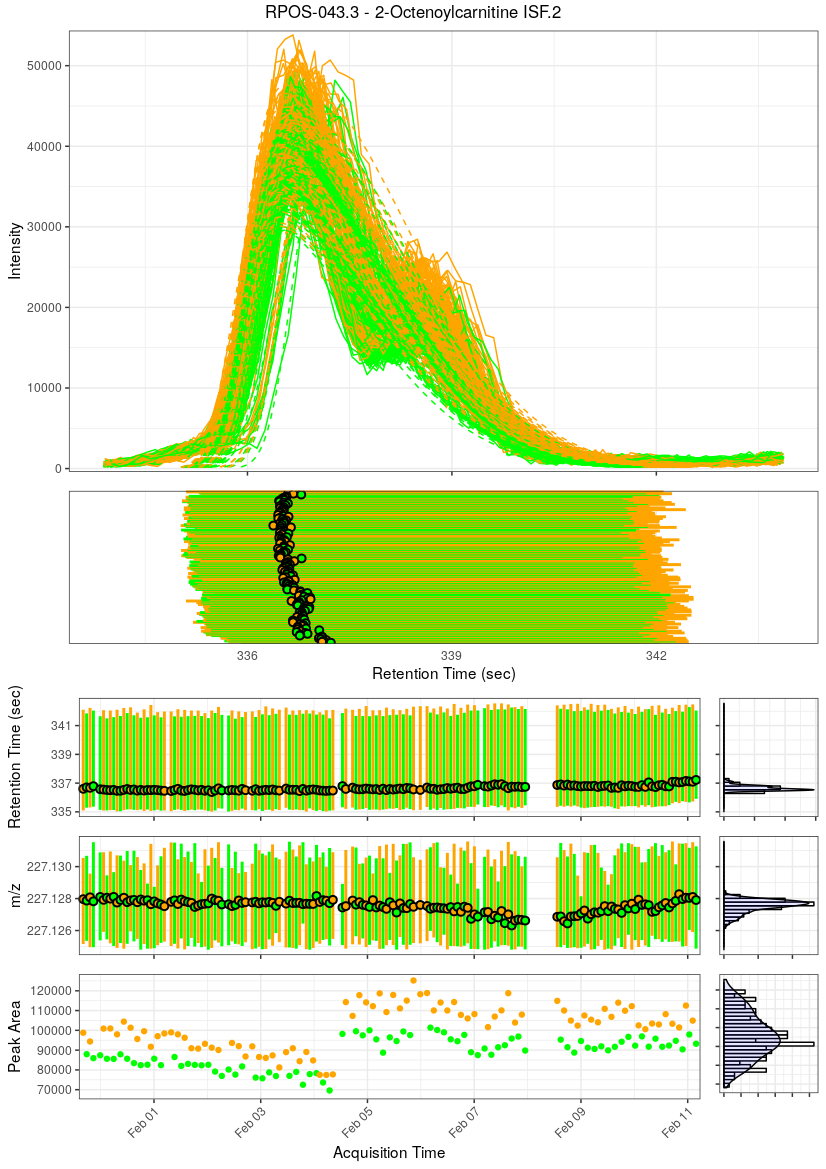 RPOS-043.3 - 2-Octenoylcarnitine ISF.2
50000
40000
30000
20000
10000
0
Intensity
336
339
342
Retention Time (sec)
341
339
337
335
Retention Time (sec)
227.130
227.128
227.126
m/z
120000
110000
100000
90000
80000
70000
Peak Area
Feb 01
Feb 03
Feb 05
Feb 07
Feb 09
Feb 11
Acquisition Time